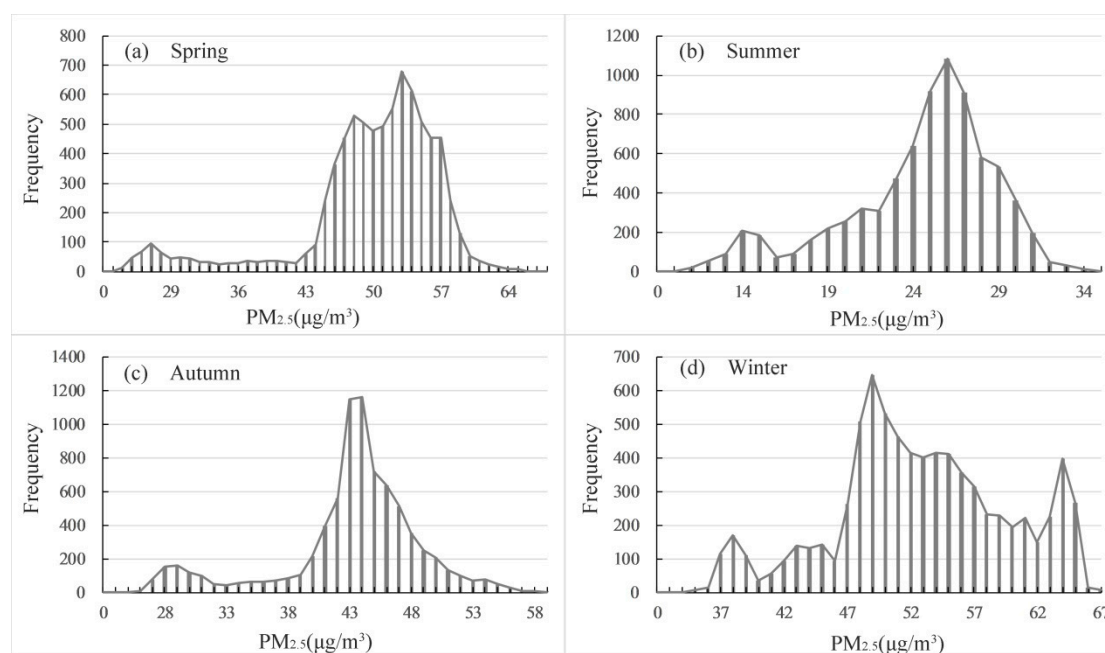 (a) Spring
Frequency
800
700
600
500
400
300
200
100
0
0 29 36 43 50 57 64
PM2.5(μg/m³)
(b) Summer
Frequency
1200
1000
800
600
400
200
0
0 14 19 24 29 34
PM2.5(μg/m³)
(c) Autumn
Frequency
1400
1200
1000
800
600
400
200
0
0 28 33 38 43 48 53 58
PM2.5(μg/m³)
(d) Winter
Frequency
700
600
500
400
300
200
100
0
0 37 42 47 52 57 62 67
PM2.5(μg/m³)